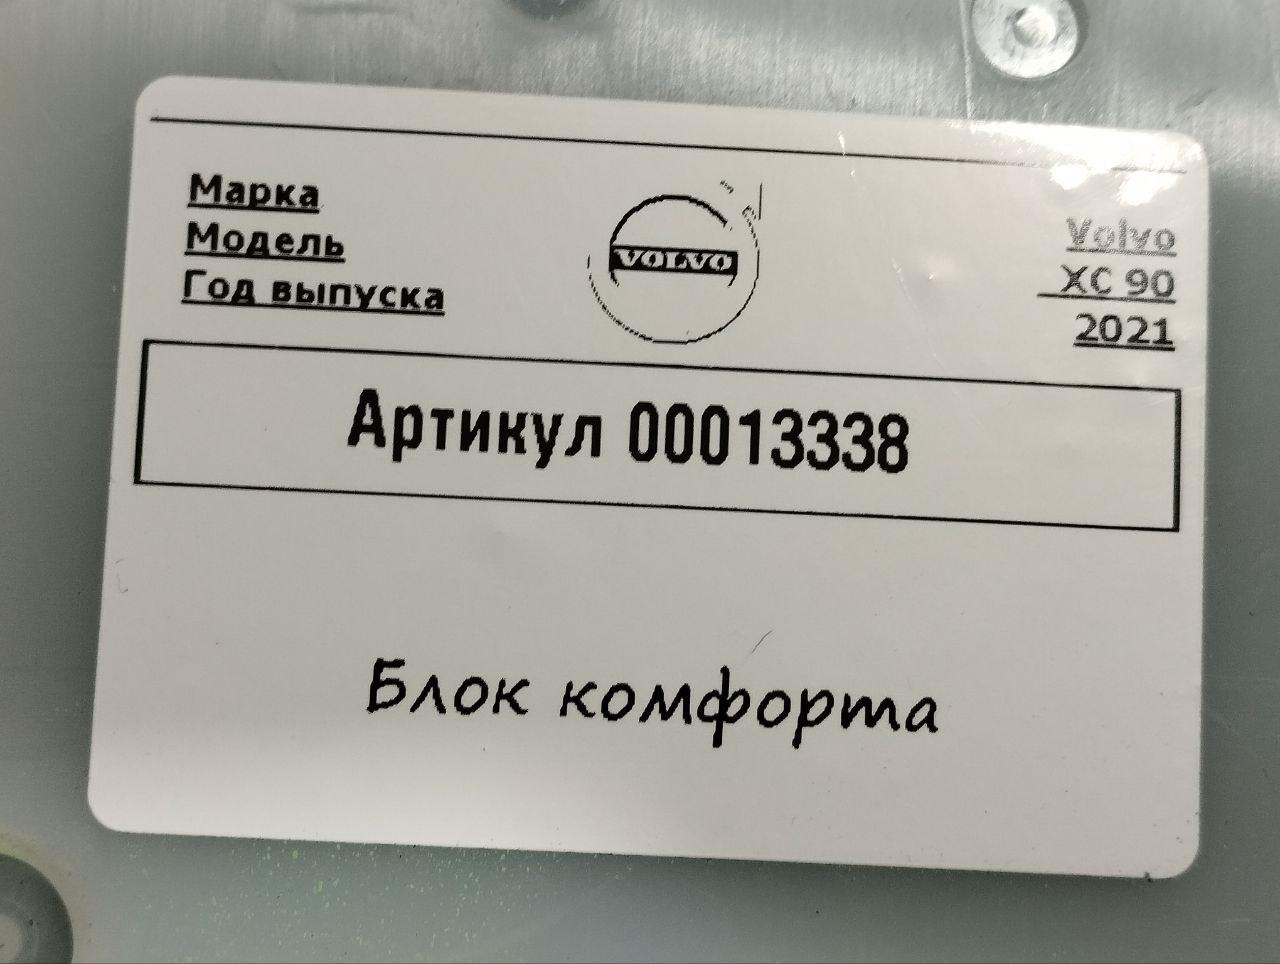 Марка
Модель
Год выпуска
VOLVO
Volvo
XC 90
2021
Артикул 00013338
Блок комфорта